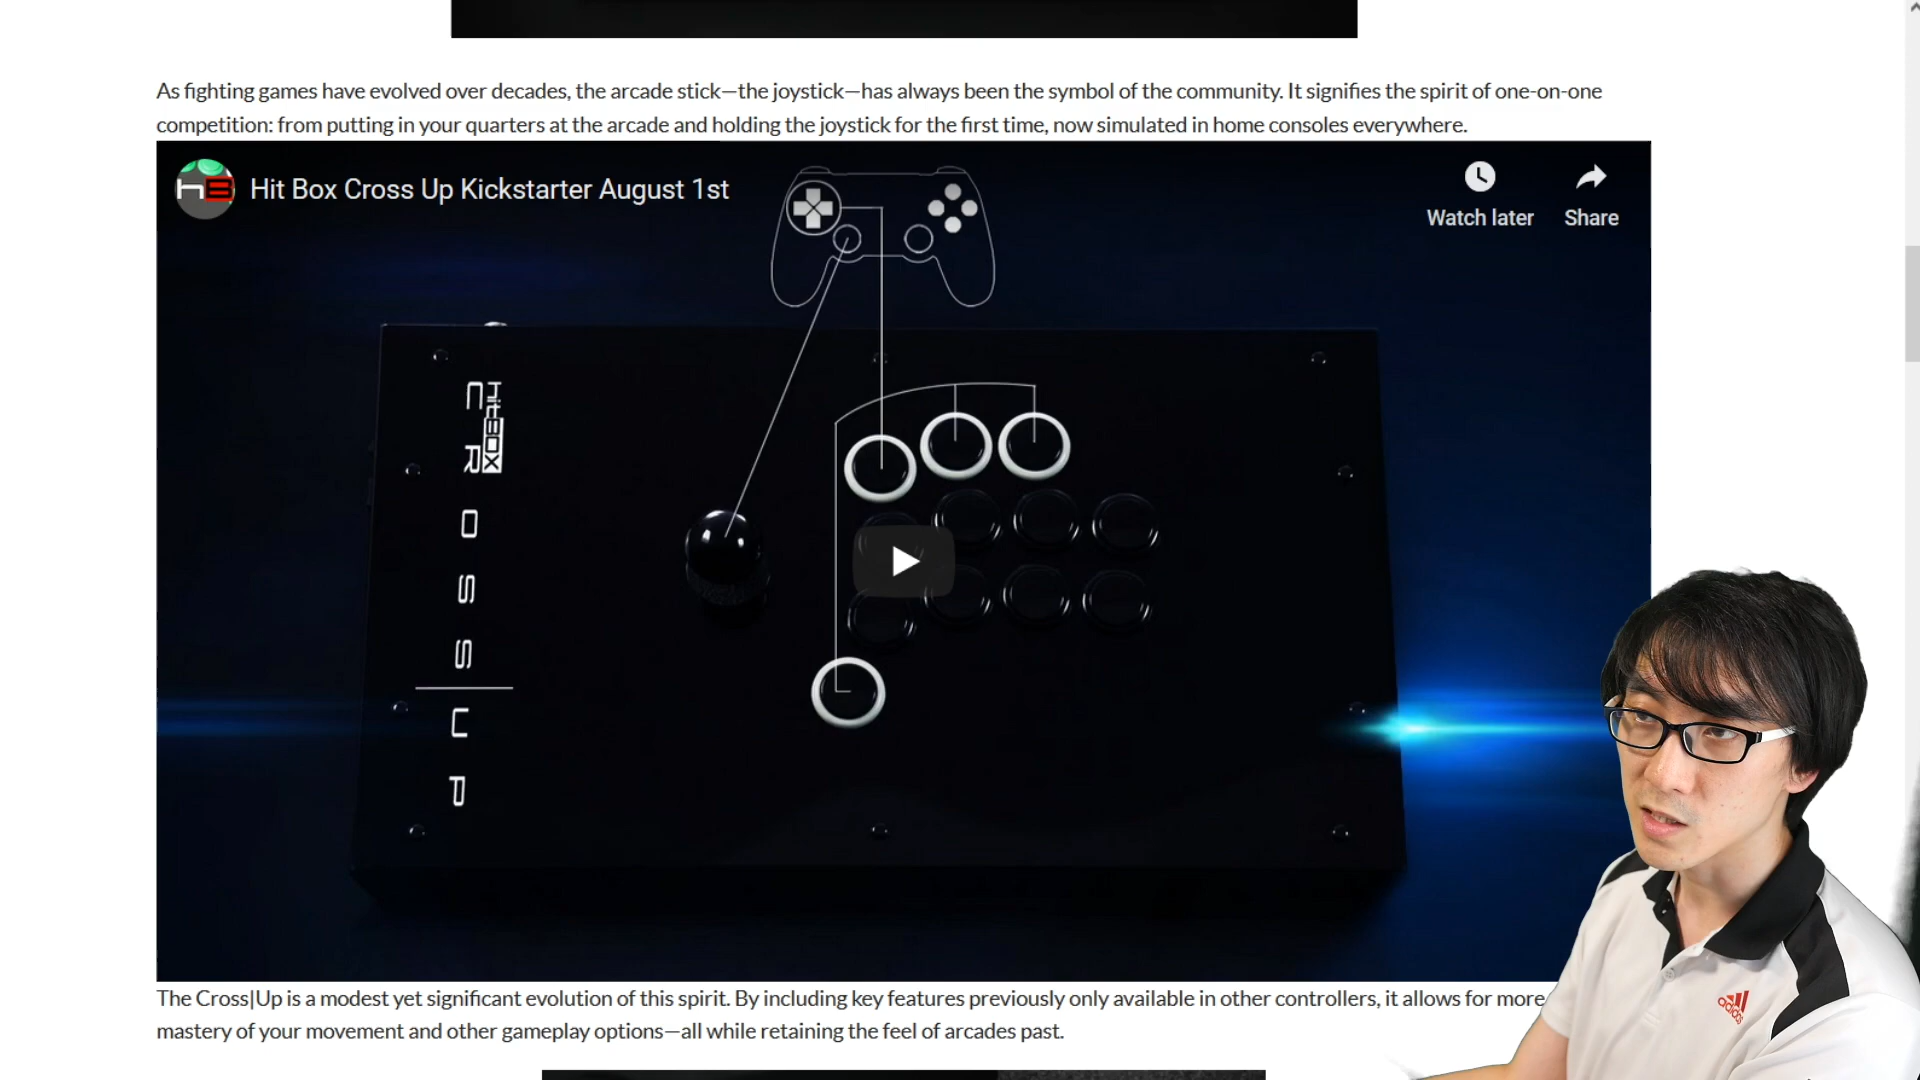 As fighting games have evolved over decades, the arcade stick—the joystick—has always been the symbol of the community. It signifies the spirit of one-on-one
competition: from putting in your quarters at the arcade and holding the joystick for the first time, now simulated in home consoles everywhere.
HB
Hit Box Cross Up Kickstarter August 1st
Watch later
Share
hitBOX
CROSS|UP
The Cross|Up is a modest yet significant evolution of this spirit. By including key features previously only available in other controllers, it allows for more
mastery of your movement and other gameplay options—all while retaining the feel of arcades past.
adidas